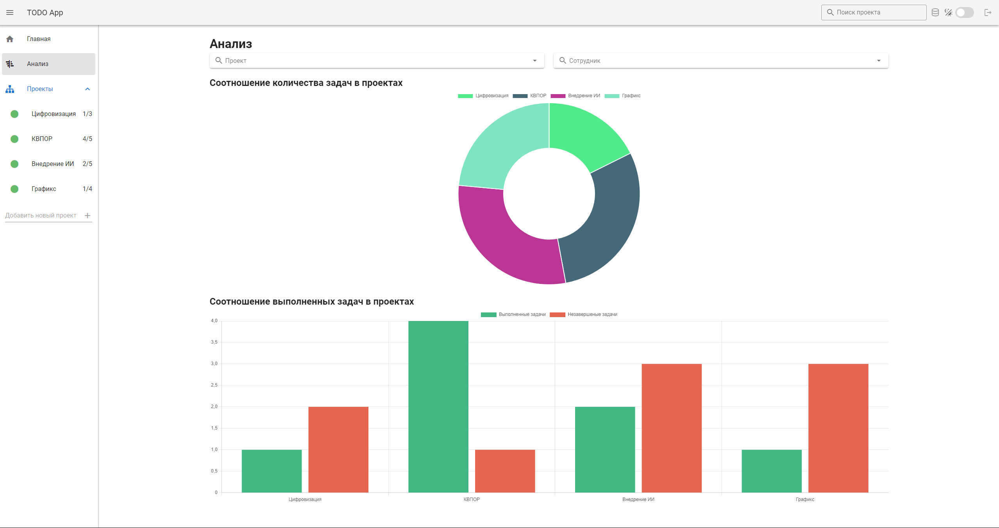 TODO App
Поиск проекта
Главная
Анализ
Проекты
Цифровизация 1/3
КВПОР 4/5
Внедрение ИИ 2/5
Графикс 1/4
Добавить новый проект
Анализ
Проект
Сотрудник
Соотношение количества задач в проектах
Цифровизация КВПОР Внедрение ИИ Графикс
Соотношение выполненных задач в проектах
Выполненные задачи Незавершеные задачи
4,0
3,5
3,0
2,5
2,0
1,5
1,0
0,5
0
Цифровизация КВПОР Внедрение ИИ Графикс